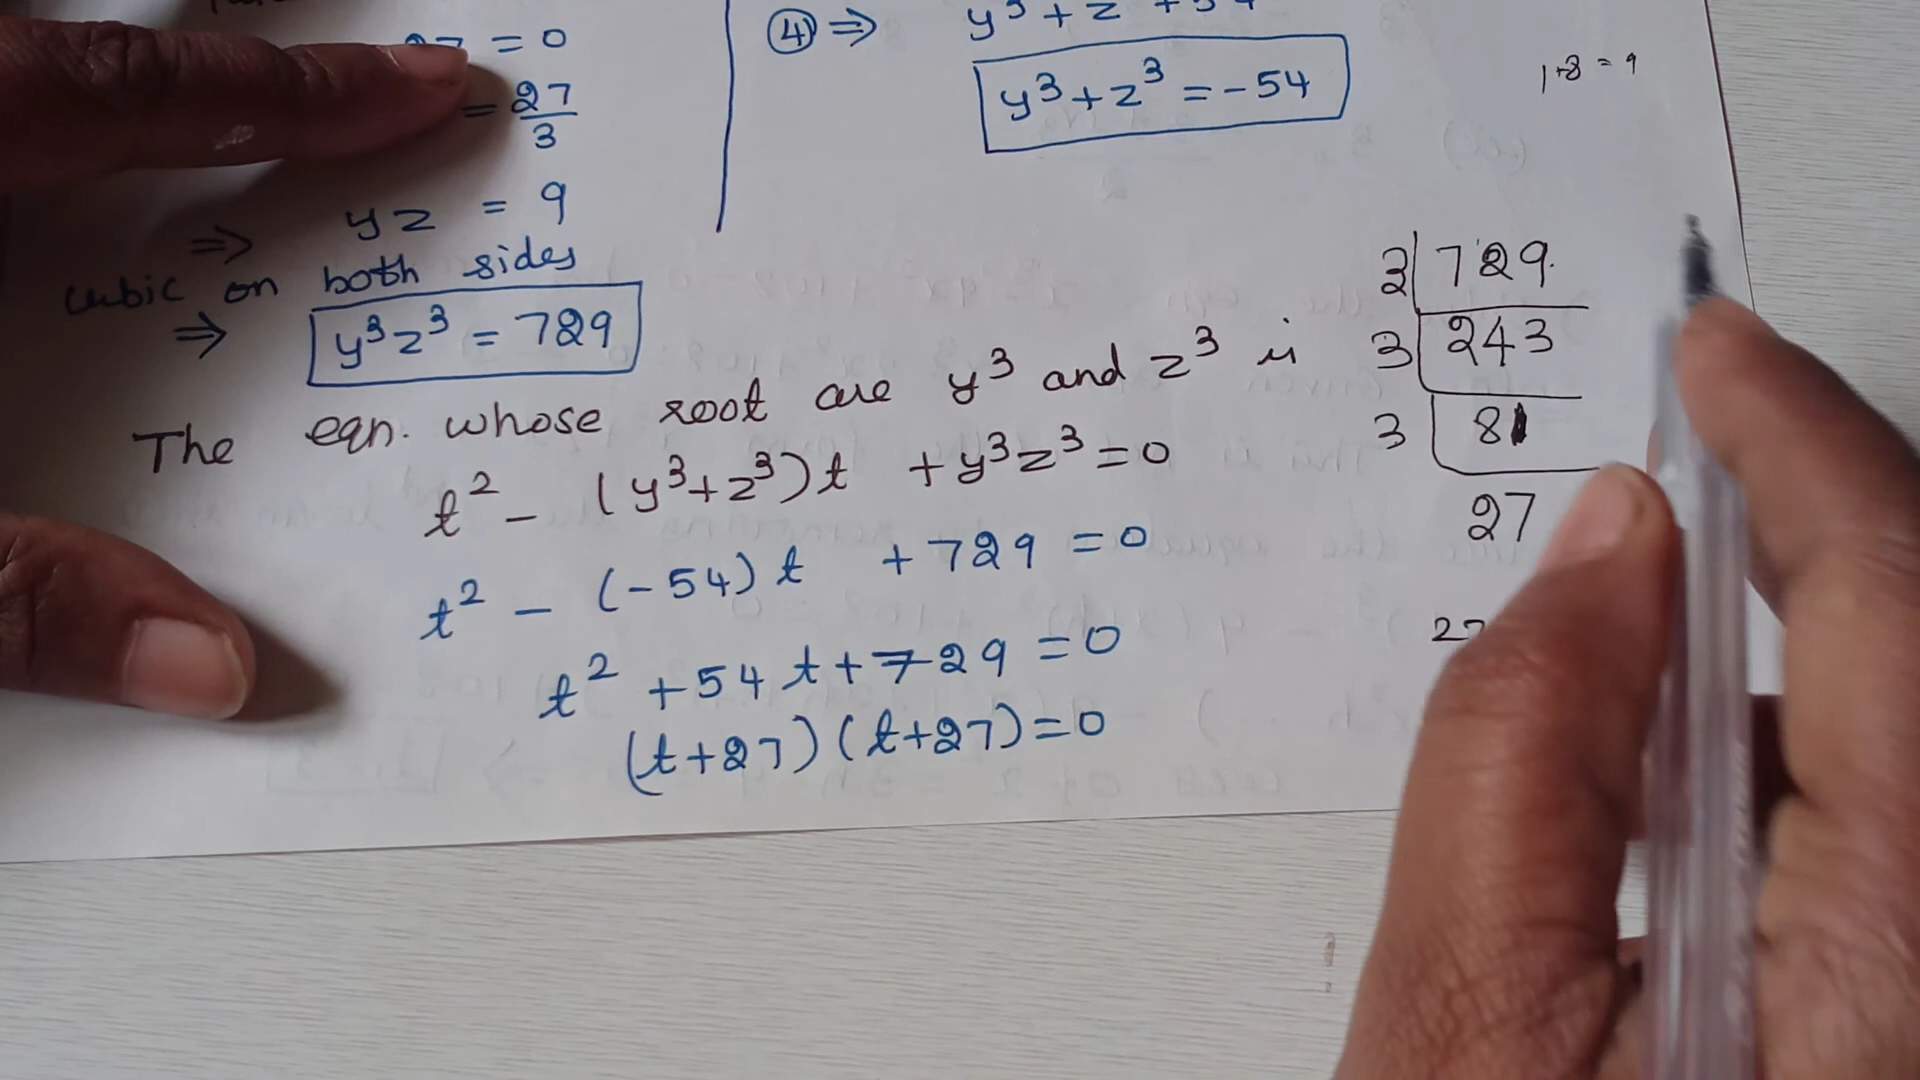 = 0
= 27/3
⇒ yz = 9
cubic on both sides
⇒ y³z³ = 729
④ ⇒ y³ + z
y³+z³ = -54
1+8 = 9
The eqn. whose root are y³ and z³ is
t² - (y³+z³)t + y³z³ = 0
t² - (-54)t + 729 = 0
t² + 54t + 729 = 0
(t+27)(t+27) = 0
3 | 729
3 | 243
3 | 81
27
27